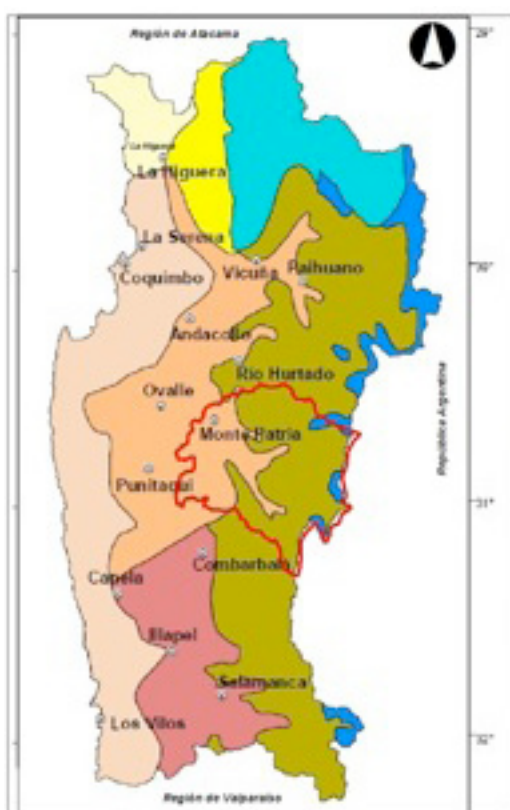 Región de Atacama
29°
La Higuera
La Higuera
La Serena
30°
Coquimbo
Vicuña
Paihuano
Andacollo
Río Hurtado
República Argentina
Ovalle
Monte Patria
Punitaqui
31°
Combarbalá
Canela
Illapel
Salamanca
Los Vilos
Región de Valparaíso